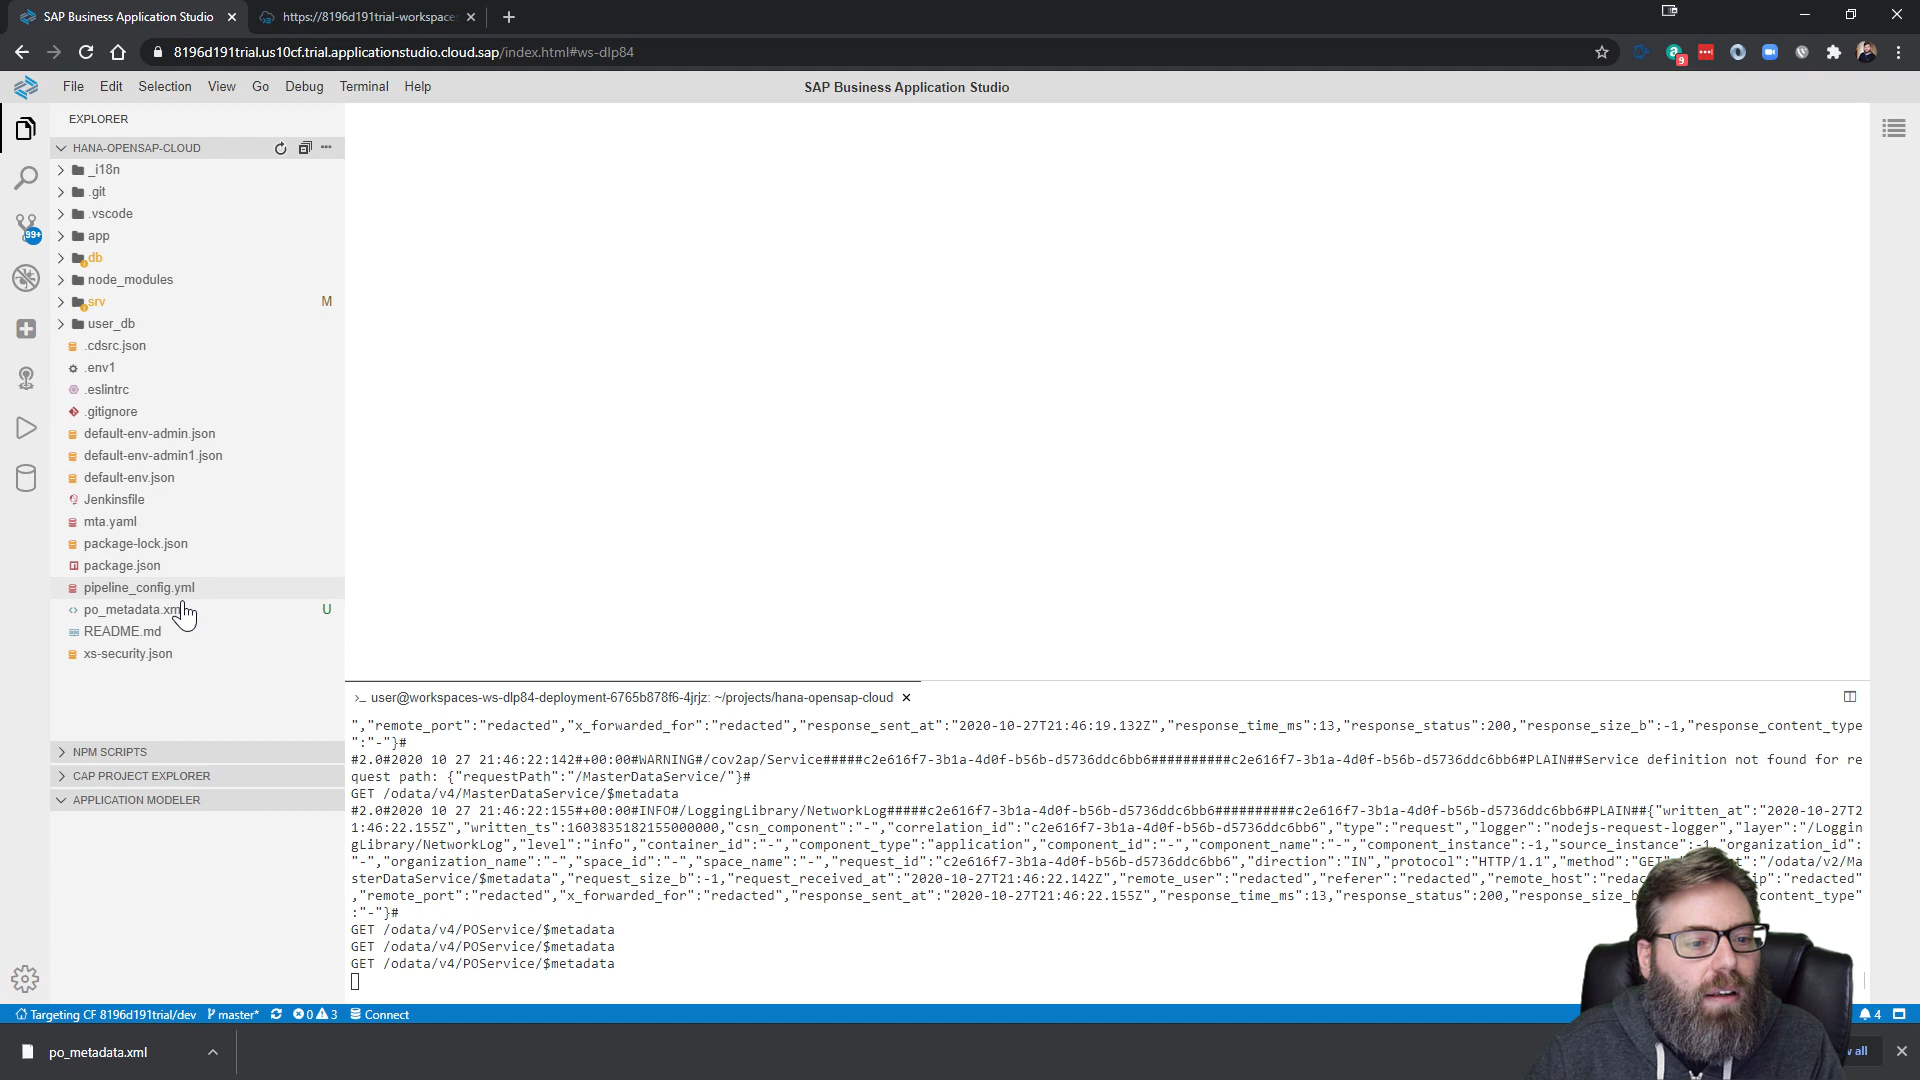 SAP Business Application Studio
https://8196d191trial-workspaces
8196d191trial.us10cf.trial.applicationstudio.cloud.sap/index.html#ws-dlp84
9
File Edit Selection View Go Debug Terminal Help
SAP Business Application Studio
EXPLORER
HANA-OPENSAP-CLOUD
_i18n
.git
.vscode
app
db
node_modules
srv M
user_db
.cdsrc.json
.env1
.eslintrc
.gitignore
default-env-admin.json
default-env-admin1.json
default-env.json
Jenkinsfile
mta.yaml
package-lock.json
package.json
pipeline_config.yml
po_metadata.xml U
README.md
xs-security.json
99+
NPM SCRIPTS
CAP PROJECT EXPLORER
APPLICATION MODELER
>_ user@workspaces-ws-dlp84-deployment-6765b878f6-4jrjz: ~/projects/hana-opensap-cloud
","remote_port":"redacted","x_forwarded_for":"redacted","response_sent_at":"2020-10-27T21:46:19.132Z","response_time_ms":13,"response_status":200,"response_size_b":-1,"response_content_type
":"-"}#
#2.0#2020 10 27 21:46:22:142#+00:00#WARNING#/cov2ap/Service#####c2e616f7-3b1a-4d0f-b56b-d5736ddc6bb6##########c2e616f7-3b1a-4d0f-b56b-d5736ddc6bb6#PLAIN##Service definition not found for re
quest path: {"requestPath":"/MasterDataService/"}#
GET /odata/v4/MasterDataService/$metadata
#2.0#2020 10 27 21:46:22:155#+00:00#INFO#/LoggingLibrary/NetworkLog#####c2e616f7-3b1a-4d0f-b56b-d5736ddc6bb6##########c2e616f7-3b1a-4d0f-b56b-d5736ddc6bb6#PLAIN##{"written_at":"2020-10-27T2
1:46:22.155Z","written_ts":1603835182155000000,"csn_component":"-","correlation_id":"c2e616f7-3b1a-4d0f-b56b-d5736ddc6bb6","type":"request","logger":"nodejs-request-logger","layer":"/Loggin
gLibrary/NetworkLog","level":"info","container_id":"-","component_type":"application","component_id":"-","component_name":"-","component_instance":-1,"source_instance":-1,"organization_id":
"-","organization_name":"-","space_id":"-","space_name":"-","request_id":"c2e616f7-3b1a-4d0f-b56b-d5736ddc6bb6","direction":"IN","protocol":"HTTP/1.1","method":"GET" ":"/odata/v2/Ma
sterDataService/$metadata","request_size_b":-1,"request_received_at":"2020-10-27T21:46:22.142Z","remote_user":"redacted","referer":"redacted","remote_host":"redac ip":"redacted"
,"remote_port":"redacted","x_forwarded_for":"redacted","response_sent_at":"2020-10-27T21:46:22.155Z","response_time_ms":13,"response_status":200,"response_size_b content_type"
:"-"}#
GET /odata/v4/POService/$metadata
GET /odata/v4/POService/$metadata
GET /odata/v4/POService/$metadata
Targeting CF 8196d191trial/dev master* 0 3 Connect 4
po_metadata.xml all